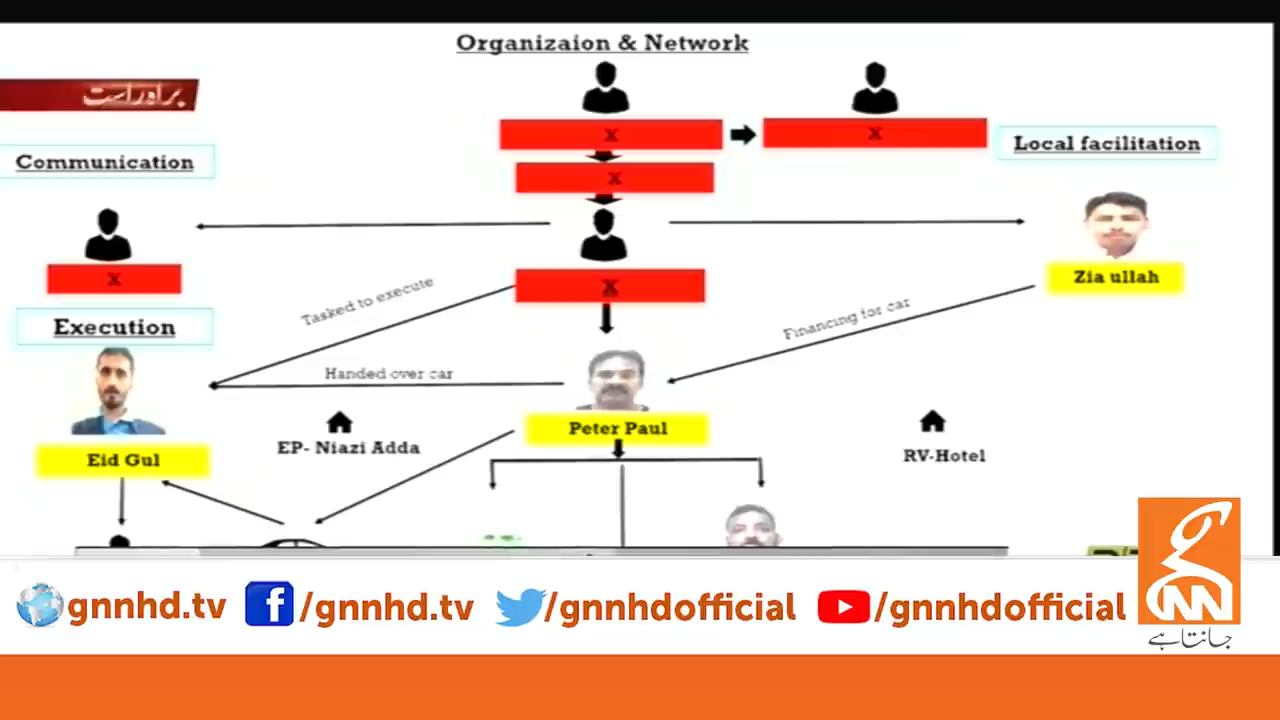 Organizaion & Network
براہ راست
X
X
Local facilitation
Communication
X
X
X
Zia ullah
Tasked to execute
Financing for car
Execution
Handed over car
Peter Paul
EP- Niazi Adda
RV-Hotel
Eid Gul
gnnhd.tv
/gnnhd.tv
/gnnhdofficial
/gnnhdofficial
GNN
جانتا ہے